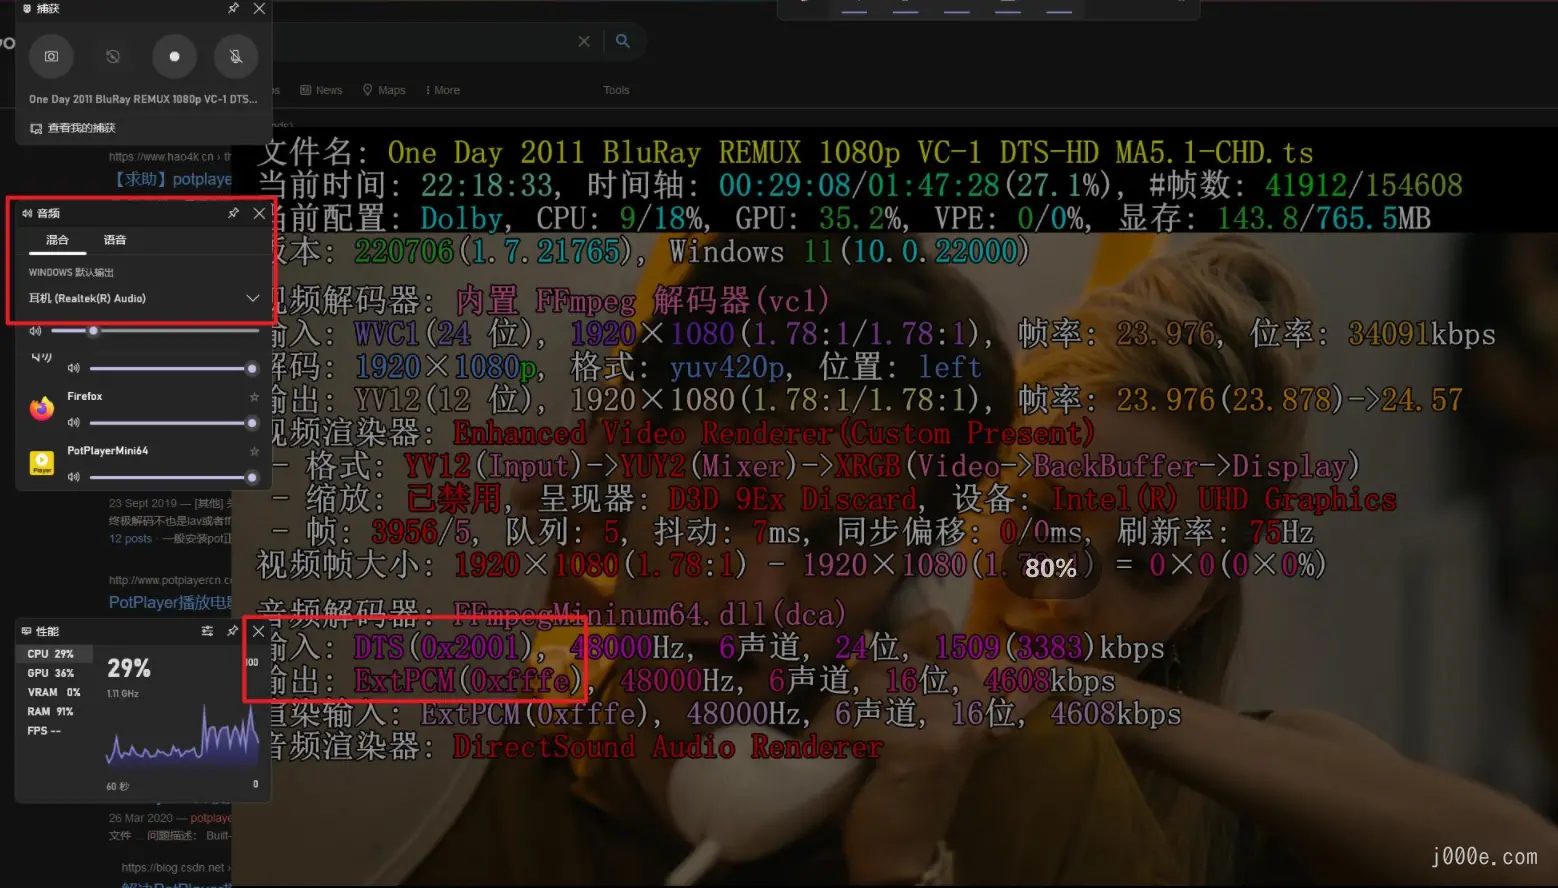 捕获
News
Maps
More
Tools
One Day 2011 BluRay REMUX 1080p VC-1 DTS...
查看我的捕获
https://www.hao4k.cn › th
【求助】potplaye
文件名: One Day 2011 BluRay REMUX 1080p VC-1 DTS-HD MA5.1-CHD.ts
当前时间: 22:18:33, 时间轴: 00:29:08/01:47:28(27.1%), #帧数: 41912/154608
当前配置: Dolby, CPU: 9/18%, GPU: 35.2%, VPE: 0/0%, 显存: 143.8/765.5MB
版本: 220706(1.7.21765), Windows 11(10.0.22000)
视频解码器: 内置 FFmpeg 解码器(vc1)
输入: WVC1(24 位), 1920×1080(1.78:1/1.78:1), 帧率: 23.976, 位率: 34091kbps
解码: 1920×1080p, 格式: yuv420p, 位置: left
输出: YV12(12 位), 1920×1080(1.78:1/1.78:1), 帧率: 23.976(23.878)->24.57
视频渲染器: Enhanced Video Renderer(Custom Present)
- 格式: YV12(Input)->YUY2(Mixer)->XRGB(Video->BackBuffer->Display)
- 缩放: 已禁用, 呈现器: D3D 9Ex Discard, 设备: Intel(R) UHD Graphics
- 帧: 3956/5, 队列: 5, 抖动: 7ms, 同步偏移: 0/0ms, 刷新率: 75Hz
视频帧大小: 1920×1080(1.78:1) - 1920×1080(1.78:1) = 0×0(0×0%)
80%
音频解码器: FFmpegMininum64.dll(dca)
输入: DTS(0x2001), 48000Hz, 6声道, 24位, 1509(3383)kbps
输出: ExtPCM(0xfffe), 48000Hz, 6声道, 16位, 4608kbps
渲染输入: ExtPCM(0xfffe), 48000Hz, 6声道, 16位, 4608kbps
音频渲染器: DirectSound Audio Renderer
音频
混合 语音
WINDOWS 默认输出
耳机 (Realtek(R) Audio)
Firefox
PotPlayerMini64
23 Sept 2019 — [其他]
终极解码不也是lav或者ff
12 posts · 一般安装pot正
http://www.potplayercn.c
PotPlayer播放电影
性能
CPU 29%
GPU 36%
VRAM 0%
RAM 91%
FPS --
29%
1.11 GHz
100
60 秒
0
26 Mar 2020 — potplaye
文件 ... 问题描述: Built-
https://blog.csdn.net ›
j000e.com